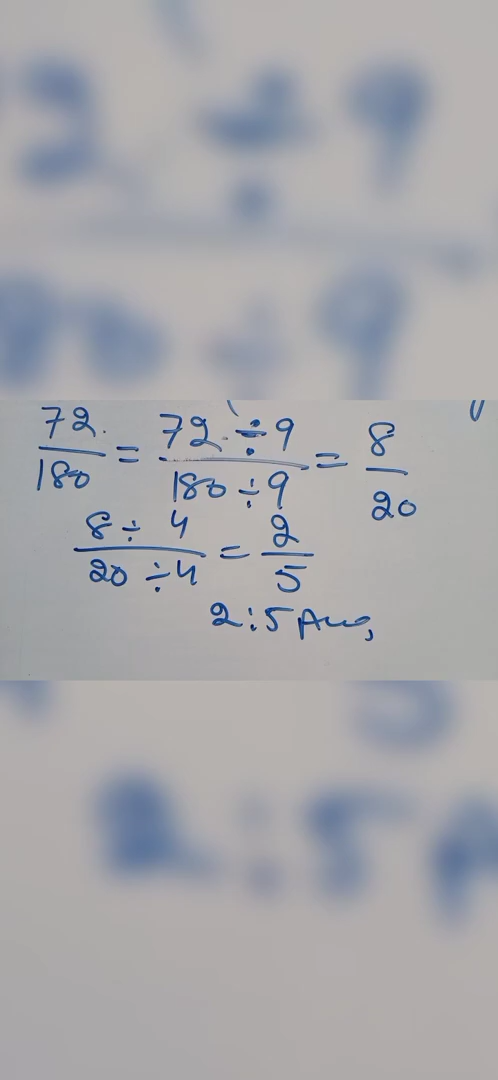 72/180 = 72 ÷ 9/180 ÷ 9 = 8/20
8 ÷ 4/20 ÷ 4 = 2/5
2:5 Ans,